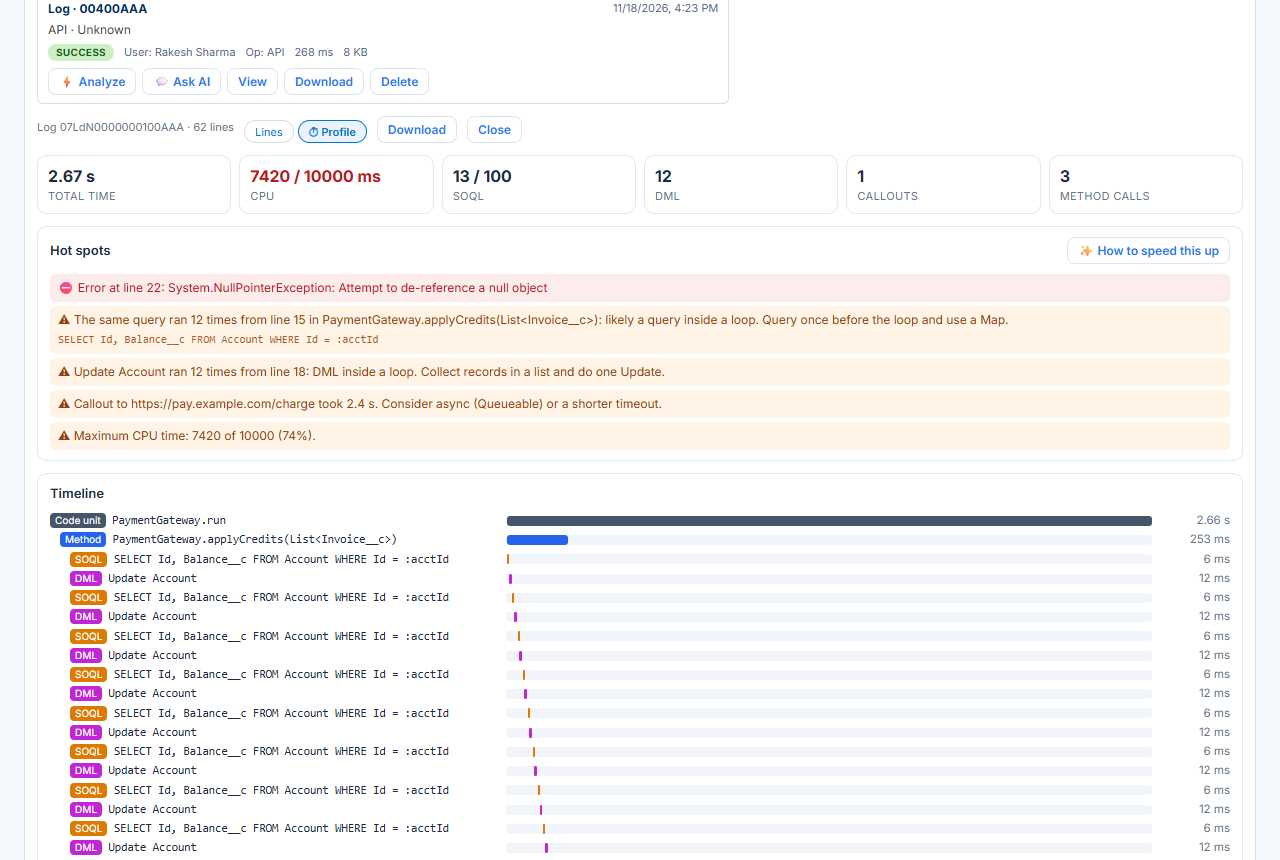 Log · 00400AAA
11/18/2026, 4:23 PM
API · Unknown
SUCCESS User: Rakesh Sharma Op: API 268 ms 8 KB
Analyze Ask AI View Download Delete
Log 07LdN0000000100AAA · 62 lines Lines Profile Download Close
2.67 s
TOTAL TIME
7420 / 10000 ms
CPU
13 / 100
SOQL
12
DML
1
CALLOUTS
3
METHOD CALLS
Hot spots
How to speed this up
Error at line 22: System.NullPointerException: Attempt to de-reference a null object
The same query ran 12 times from line 15 in PaymentGateway.applyCredits(List<Invoice__c>): likely a query inside a loop. Query once before the loop and use a Map.
SELECT Id, Balance__c FROM Account WHERE Id = :acctId
Update Account ran 12 times from line 18: DML inside a loop. Collect records in a list and do one Update.
Callout to https://pay.example.com/charge took 2.4 s. Consider async (Queueable) or a shorter timeout.
Maximum CPU time: 7420 of 10000 (74%).
Timeline
Code unit PaymentGateway.run 2.66 s
Method PaymentGateway.applyCredits(List<Invoice__c>) 253 ms
SOQL SELECT Id, Balance__c FROM Account WHERE Id = :acctId 6 ms
DML Update Account 12 ms
SOQL SELECT Id, Balance__c FROM Account WHERE Id = :acctId 6 ms
DML Update Account 12 ms
SOQL SELECT Id, Balance__c FROM Account WHERE Id = :acctId 6 ms
DML Update Account 12 ms
SOQL SELECT Id, Balance__c FROM Account WHERE Id = :acctId 6 ms
DML Update Account 12 ms
SOQL SELECT Id, Balance__c FROM Account WHERE Id = :acctId 6 ms
DML Update Account 12 ms
SOQL SELECT Id, Balance__c FROM Account WHERE Id = :acctId 6 ms
DML Update Account 12 ms
SOQL SELECT Id, Balance__c FROM Account WHERE Id = :acctId 6 ms
DML Update Account 12 ms
SOQL SELECT Id, Balance__c FROM Account WHERE Id = :acctId 6 ms
DML Update Account 12 ms